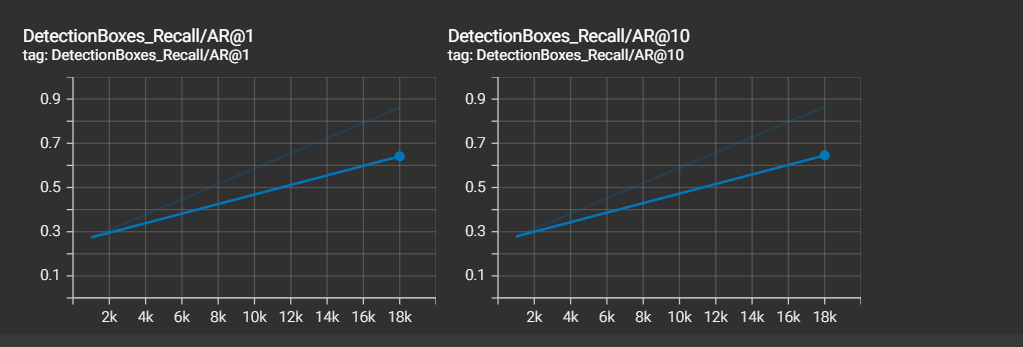 DetectionBoxes_Recall/AR@1
tag: DetectionBoxes_Recall/AR@1
0.9
0.7
0.5
0.3
0.1
2k 4k 6k 8k 10k 12k 14k 16k 18k
DetectionBoxes_Recall/AR@10
tag: DetectionBoxes_Recall/AR@10
0.9
0.7
0.5
0.3
0.1
2k 4k 6k 8k 10k 12k 14k 16k 18k